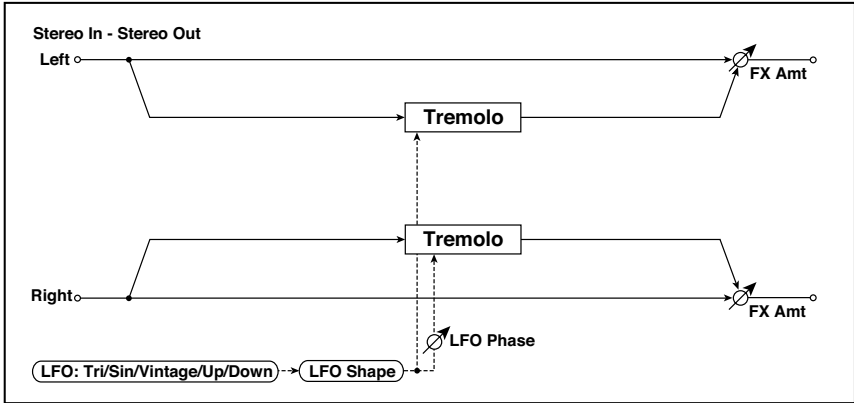 Stereo In - Stereo Out
Left
FX Amt
Tremolo
Tremolo
Right
FX Amt
LFO Phase
LFO: Tri/Sin/Vintage/Up/Down
LFO Shape